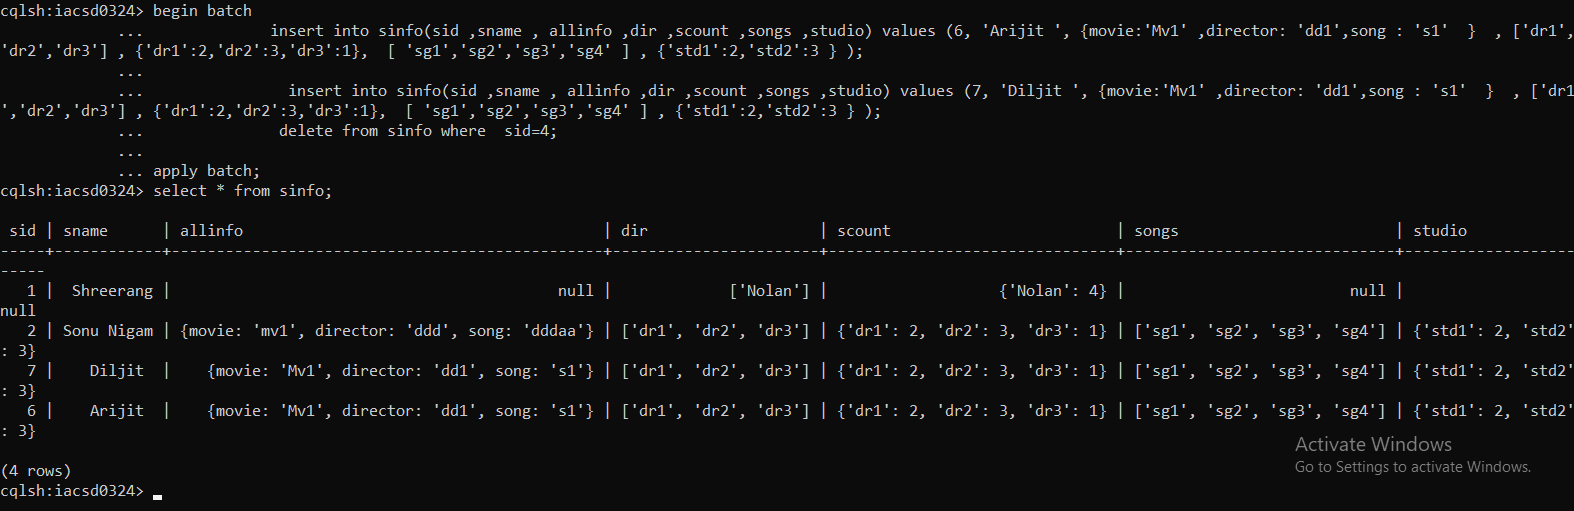 cqlsh:iacsd0324> begin batch
... insert into sinfo(sid ,sname , allinfo ,dir ,scount ,songs ,studio) values (6, 'Arijit ', {movie:'Mv1' ,director: 'dd1',song : 's1'  }  , ['dr1',
'dr2','dr3'] , {'dr1':2,'dr2':3,'dr3':1},  [ 'sg1','sg2','sg3','sg4' ] , {'std1':2,'std2':3 } );
...
... insert into sinfo(sid ,sname , allinfo ,dir ,scount ,songs ,studio) values (7, 'Diljit ', {movie:'Mv1' ,director: 'dd1',song : 's1'  }  , ['dr1
','dr2','dr3'] , {'dr1':2,'dr2':3,'dr3':1},  [ 'sg1','sg2','sg3','sg4' ] , {'std1':2,'std2':3 } );
... delete from sinfo where  sid=4;
...
... apply batch;
cqlsh:iacsd0324> select * from sinfo;
sid | sname | allinfo | dir | scount | songs | studio
-----+------------+------------------------------------------------+-----------------------+--------------------------------+------------------------------+------------------
-----
1 | Shreerang | null | ['Nolan'] | {'Nolan': 4} | null |
null
2 | Sonu Nigam | {movie: 'mv1', director: 'ddd', song: 'dddaa'} | ['dr1', 'dr2', 'dr3'] | {'dr1': 2, 'dr2': 3, 'dr3': 1} | ['sg1', 'sg2', 'sg3', 'sg4'] | {'std1': 2, 'std2'
: 3}
7 | Diljit | {movie: 'Mv1', director: 'dd1', song: 's1'} | ['dr1', 'dr2', 'dr3'] | {'dr1': 2, 'dr2': 3, 'dr3': 1} | ['sg1', 'sg2', 'sg3', 'sg4'] | {'std1': 2, 'std2'
: 3}
6 | Arijit | {movie: 'Mv1', director: 'dd1', song: 's1'} | ['dr1', 'dr2', 'dr3'] | {'dr1': 2, 'dr2': 3, 'dr3': 1} | ['sg1', 'sg2', 'sg3', 'sg4'] | {'std1': 2, 'std2'
: 3}
(4 rows)
cqlsh:iacsd0324>
Activate Windows
Go to Settings to activate Windows.